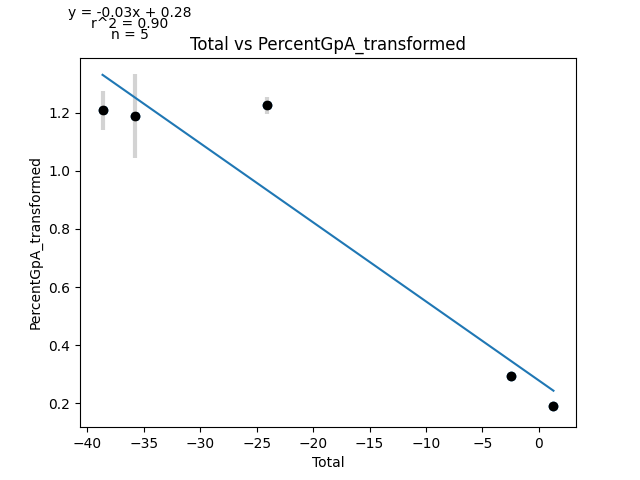 y = -0.03x + 0.28
r^2 = 0.90
n = 5
Total vs PercentGpA_transformed
PercentGpA_transformed
1.2
1.0
0.8
0.6
0.4
0.2
−40 −35 −30 −25 −20 −15 −10 −5 0
Total